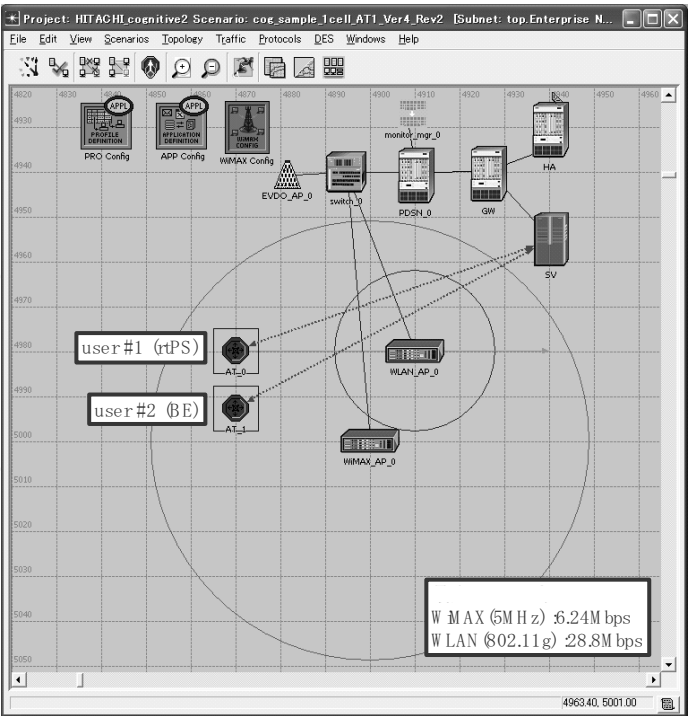 Project: HITACHI_cognitive2 Scenario: cog_sample_1cell_AT1_Ver4_Rev2 [Subnet: top.Enterprise N...
File Edit View Scenarios Topology Traffic Protocols DES Windows Help
4820 4830 4840 4850 4860 4870 4880 4890 4900 4910 4920 4930 4940 4950 4960
APPL
APPL
4930
PROFILE DEFINITION
APPLICATION DEFINITION
WiMAX CONFIG
monitor_mgr_0
PRO Config
APP Config
WiMAX Config
HA
4940
EVDO_AP_0
switch_0
PDSN_0
GW
4950
4960
SV
4970
user#1 (rtPS)
4980
AT_0
WLAN_AP_0
4990
user#2 (BE)
AT_1
5000
WiMAX_AP_0
5010
5020
5030
5040
WiMAX (5MHz) :6.24Mbps
WLAN (802.11g) :28.8Mbps
5050
4963.40, 5001.00